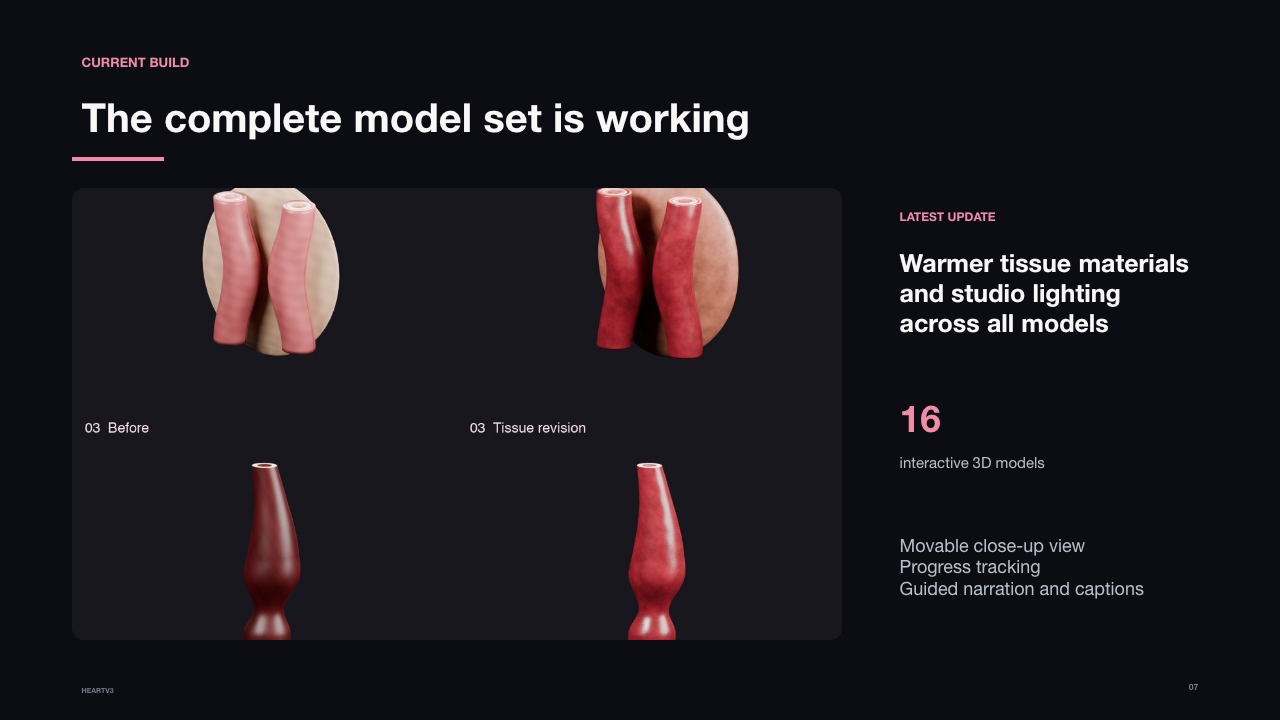 CURRENT BUILD
The complete model set is working
03 Before
03 Tissue revision
LATEST UPDATE
Warmer tissue materials
and studio lighting
across all models
16
interactive 3D models
Movable close-up view
Progress tracking
Guided narration and captions
HEARTV3
07